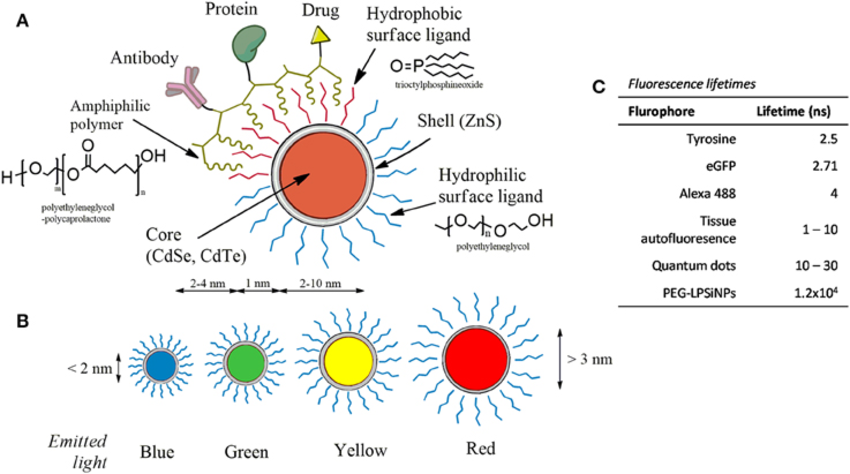 A
Protein
Drug
Hydrophobic
surface ligand
O=P
trioctylphosphineoxide
Antibody
Amphiphilic
polymer
Shell (ZnS)
H O m O O n OH
polyethyleneglycol
-polycaprolactone
Hydrophilic
surface ligand
O n O OH
polyethyleneglycol
Core
(CdSe, CdTe)
2-4 nm 1 nm 2-10 nm
B
< 2 nm
> 3 nm
Emitted
light
Blue Green Yellow Red
C
Fluorescence lifetimes
Flurophore Lifetime (ns)
Tyrosine 2.5
eGFP 2.71
Alexa 488 4
Tissue
autofluoresence 1 – 10
Quantum dots 10 – 30
PEG-LPSiNPs 1.2x10⁴